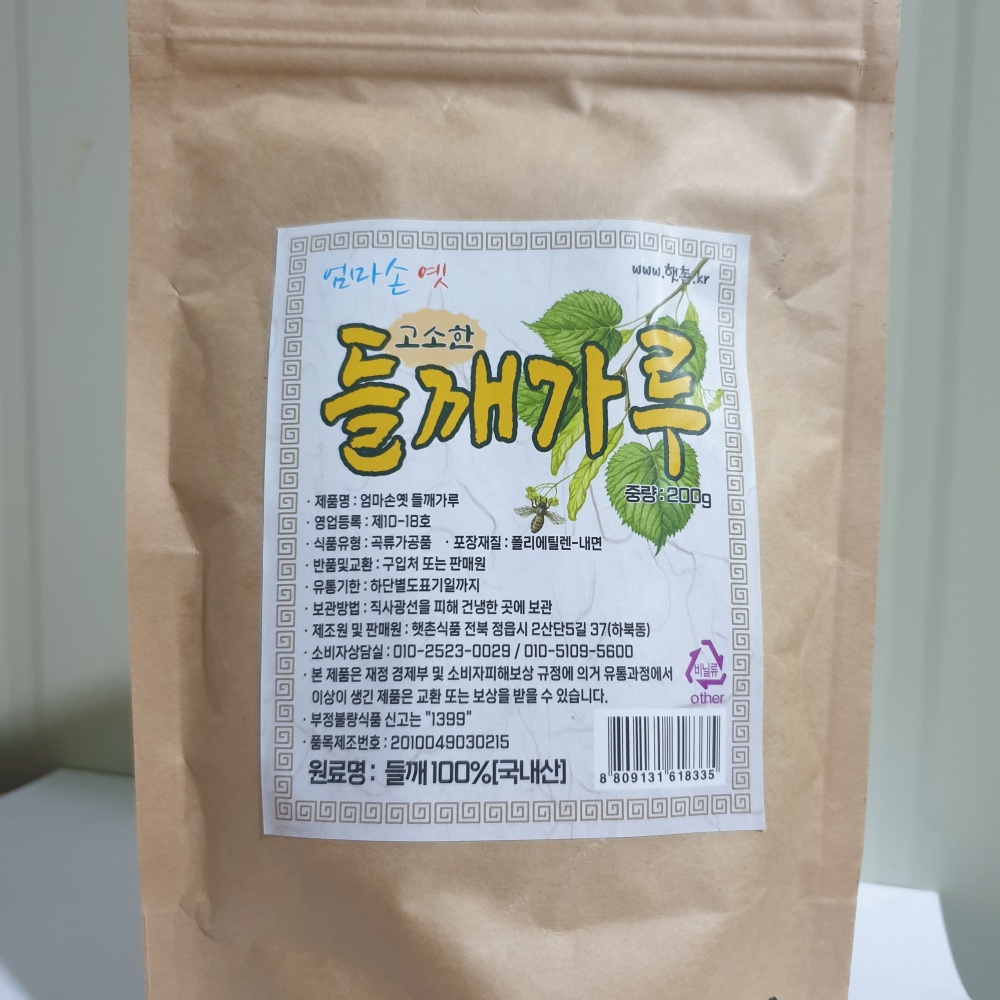 엄마손 옛
www.햇촌.kr
고소한
들깨가루
중량 : 200g
· 제품명 : 엄마손옛 들깨가루
· 영업등록 : 제10-18호
· 식품유형 : 곡류가공품 · 포장재질 : 폴리에틸렌-내면
· 반품및교환 : 구입처 또는 판매원
· 유통기한 : 하단별도표기일까지
· 보관방법 : 직사광선을 피해 건냉한 곳에 보관
· 제조원 및 판매원 : 햇촌식품 전북 정읍시 2산단5길 37(하북동)
· 소비자상담실 : 010-2523-0029 / 010-5109-5600
· 본 제품은 재정 경제부 및 소비자피해보상 규정에 의거 유통과정에서
이상이 생긴 제품은 교환 또는 보상을 받을 수 있습니다.
· 부정불량식품 신고는 "1399"
· 품목제조번호 : 2010049030215
원료명 : 들깨 100%[국내산]
비닐류
other
8 809131 618335